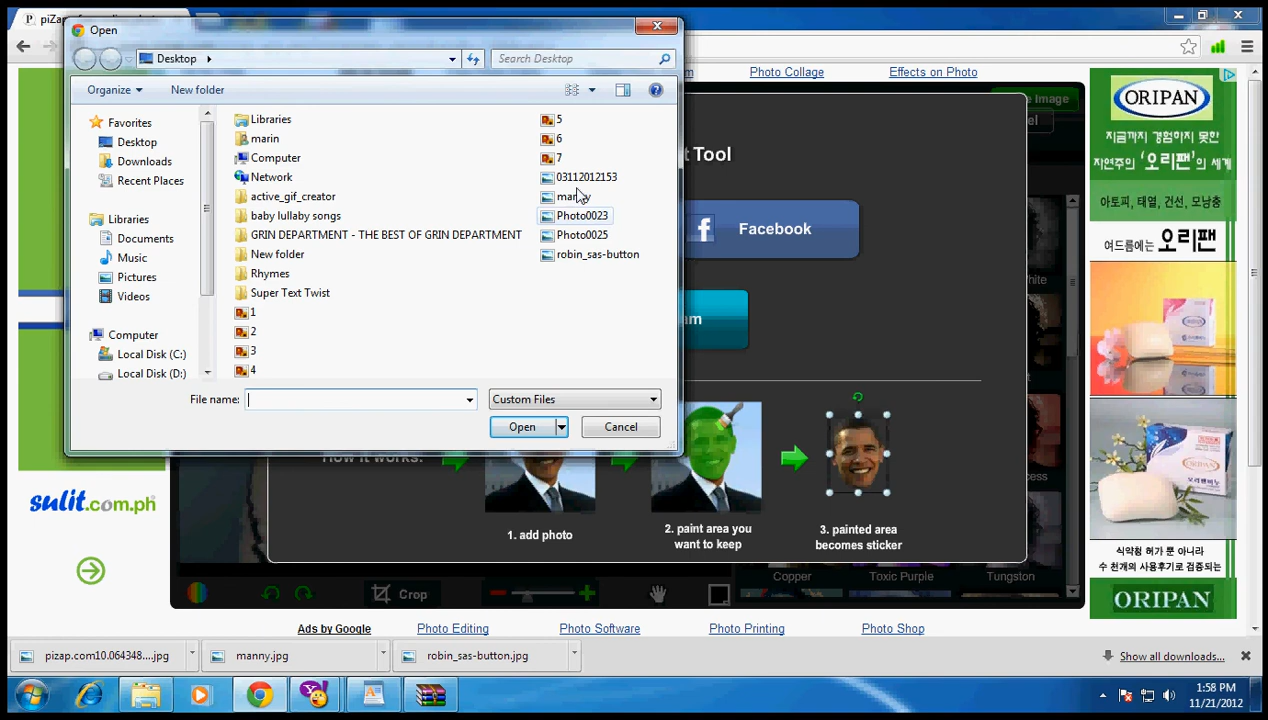 piZap
Open
Desktop
Search Desktop
Organize
New folder
Favorites
Desktop
Downloads
Recent Places
Libraries
Documents
Music
Pictures
Videos
Computer
Local Disk (C:)
Local Disk (D:)
Libraries
marin
Computer
Network
active_gif_creator
baby lullaby songs
GRIN DEPARTMENT - THE BEST OF GRIN DEPARTMENT
New folder
Rhymes
Super Text Twist
1
2
3
4
5
6
7
03112012153
manny
Photo0023
Photo0025
robin_sas-button
File name:
Custom Files
Open
Cancel
Photo Collage
Effects on Photo
Image
t Tool
Facebook
am
How it works:
1. add photo
2. paint area you
want to keep
3. painted area
becomes sticker
Copper
Toxic Purple
Tungston
Crop
ORIPAN
지금까지 경험하지 못한
자연주의 '오리팬'의 세계
아토피, 태열, 건선, 모낭충
여드름에는 오리팬
식약청 허가 뿐 아니라
수 천개의 사용후기로 검증하는...
ORIPAN
sulit.com.ph
Ads by Google
Photo Editing
Photo Software
Photo Printing
Photo Shop
pizap.com10.064348....jpg
manny.jpg
robin_sas-button.jpg
Show all downloads...
1:58 PM
11/21/2012